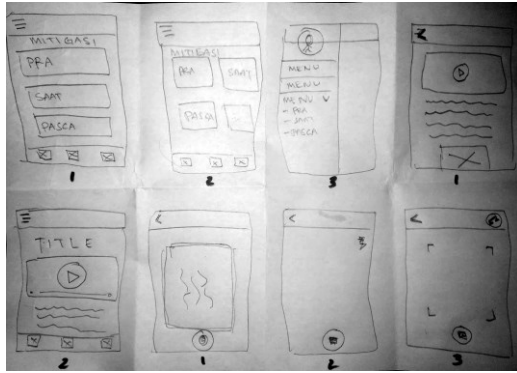 MITIGASI
PRA
SAAT
PASCA
1
MITIGASI
PRA
SAAT
PASCA
2
MENU
MENU
MENU
- PRA
- SAAT
- PASCA
3
1
TITLE
2
1
2
3